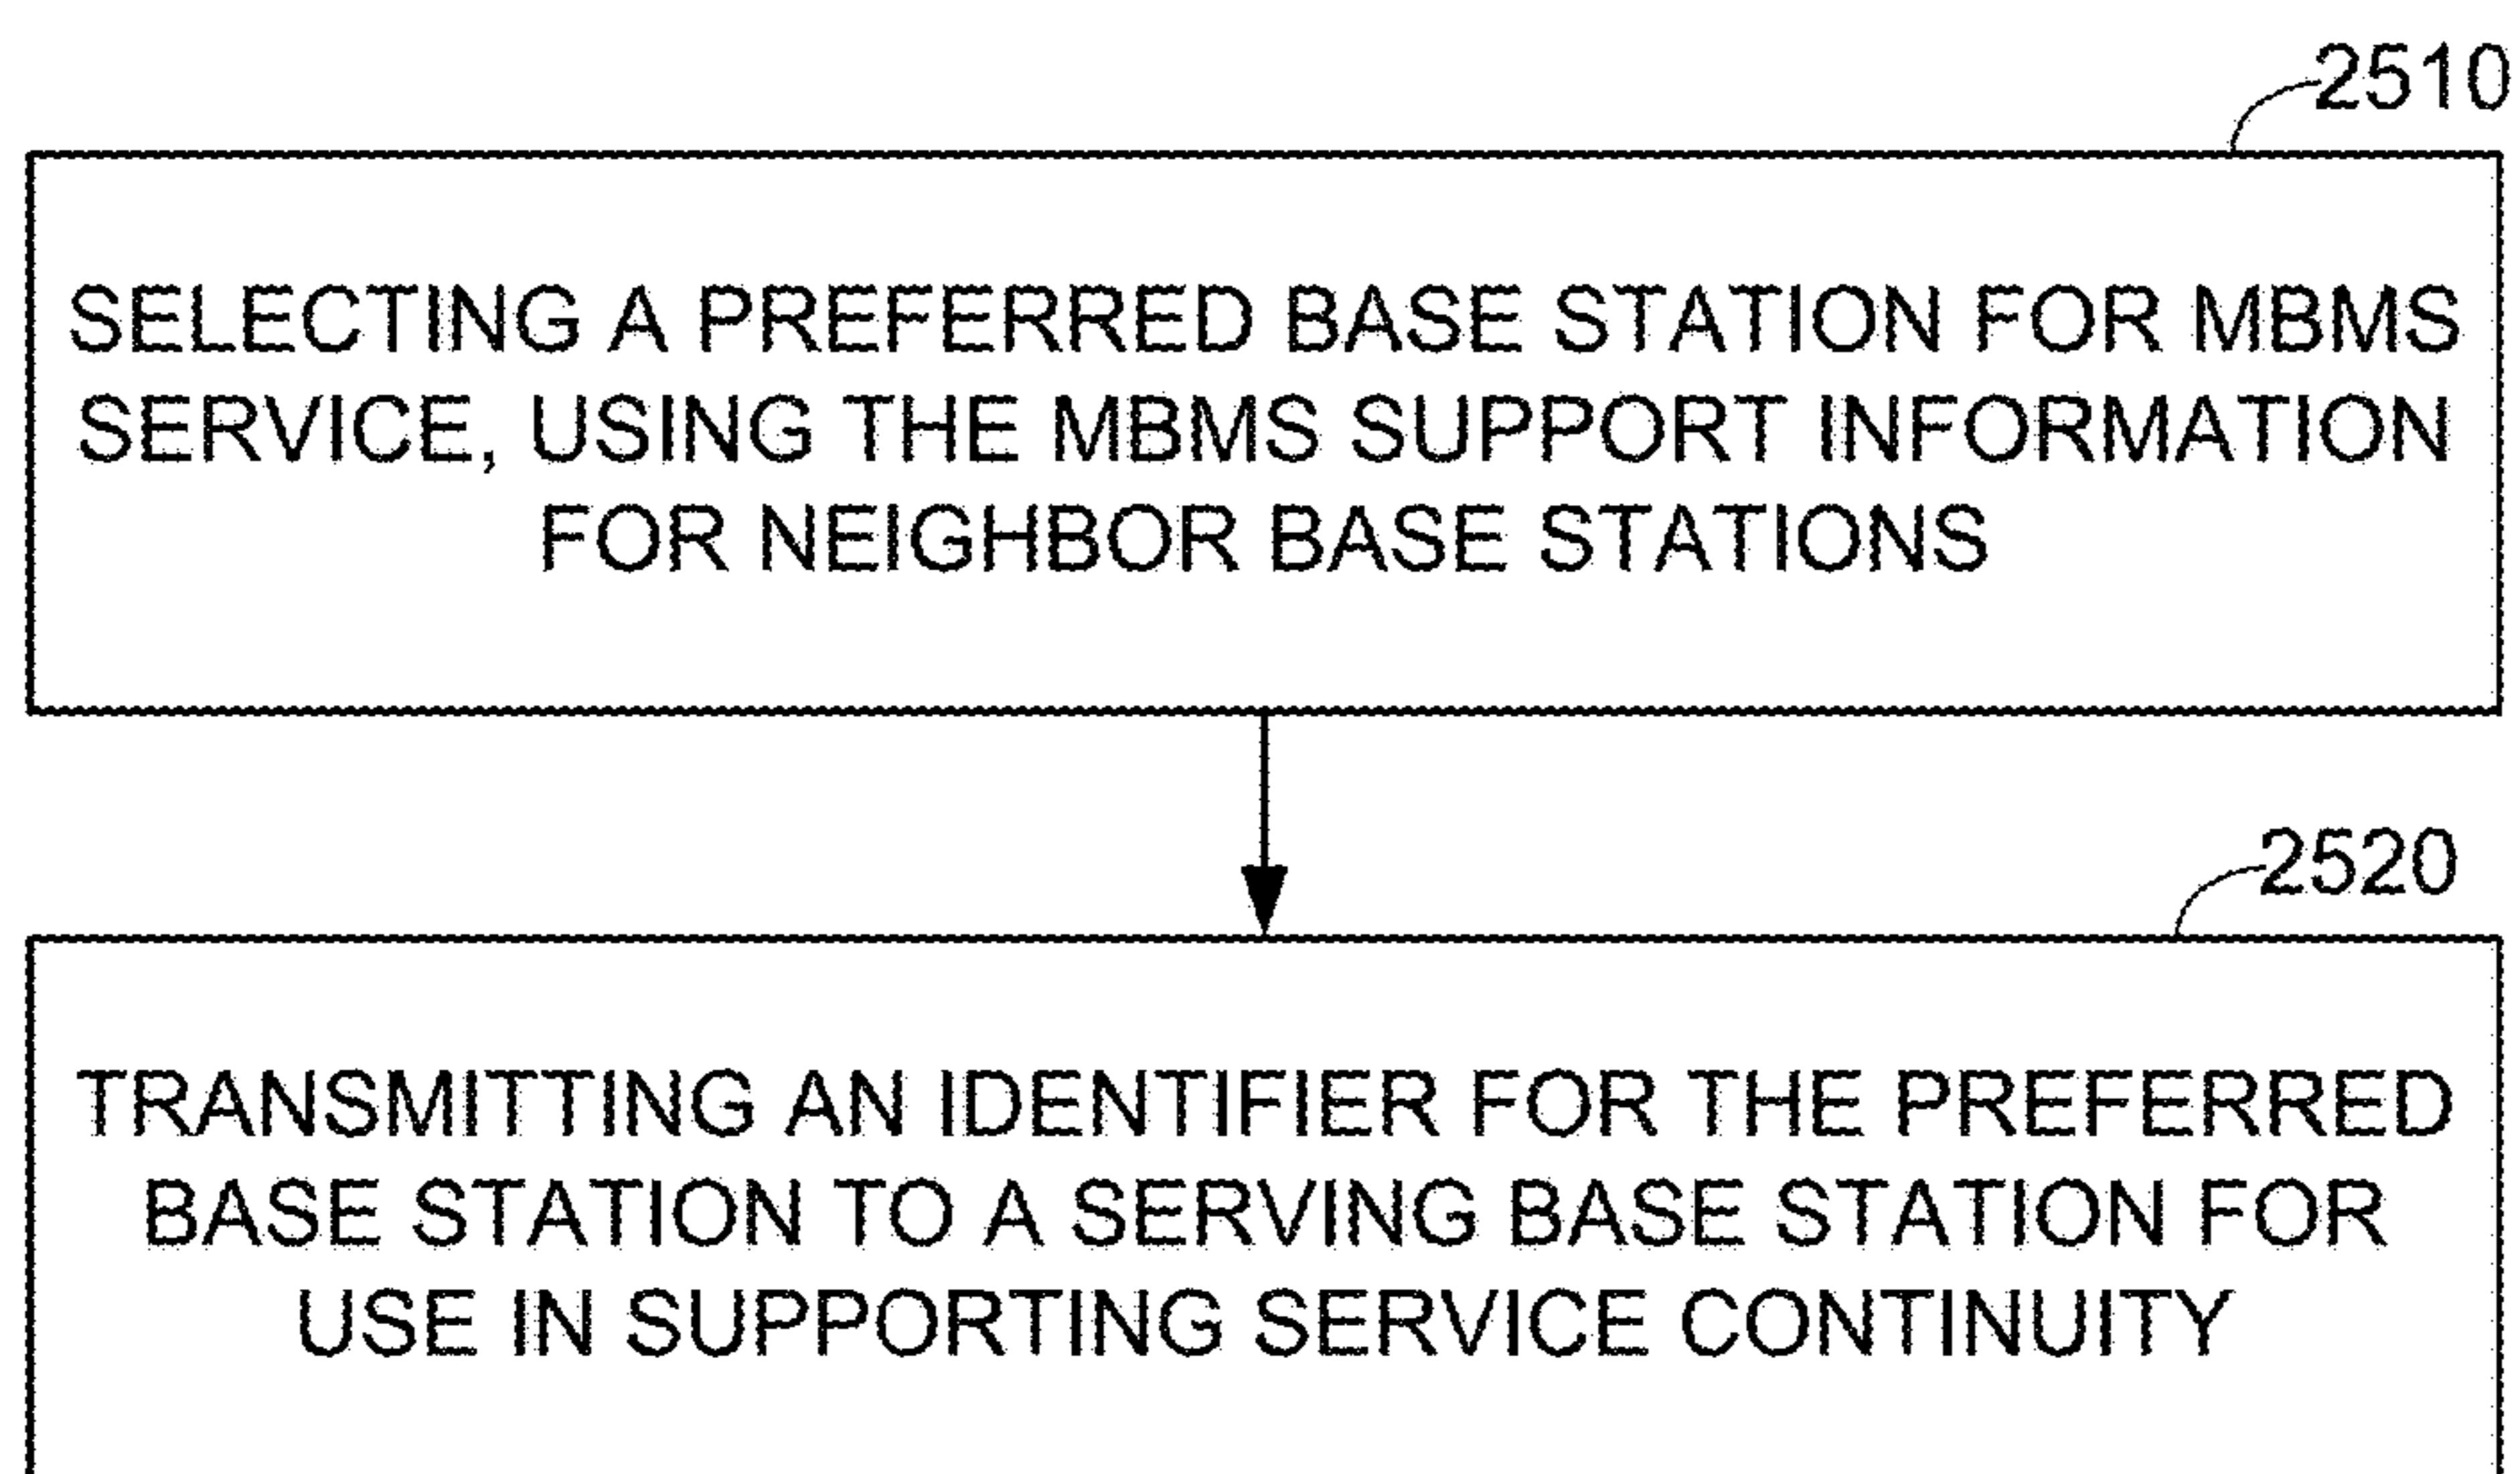 2510
SELECTING A PREFERRED BASE STATION FOR MBMS
SERVICE, USING THE MBMS SUPPORT INFORMATION
FOR NEIGHBOR BASE STATIONS
2520
TRANSMITTING AN IDENTIFIER FOR THE PREFERRED
BASE STATION TO A SERVING BASE STATION FOR
USE IN SUPPORTING SERVICE CONTINUITY